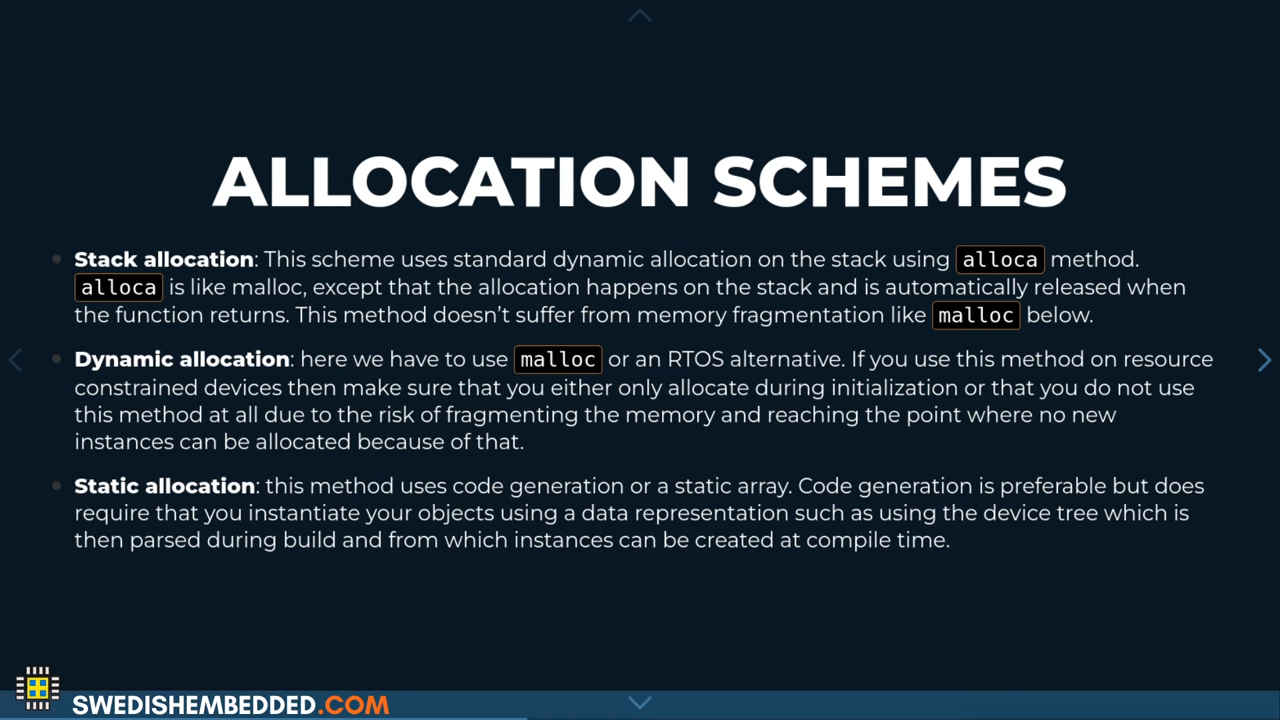 ALLOCATION SCHEMES
Stack allocation: This scheme uses standard dynamic allocation on the stack using alloca method.
alloca is like malloc, except that the allocation happens on the stack and is automatically released when
the function returns. This method doesn’t suffer from memory fragmentation like malloc below.
Dynamic allocation: here we have to use malloc or an RTOS alternative. If you use this method on resource
constrained devices then make sure that you either only allocate during initialization or that you do not use
this method at all due to the risk of fragmenting the memory and reaching the point where no new
instances can be allocated because of that.
Static allocation: this method uses code generation or a static array. Code generation is preferable but does
require that you instantiate your objects using a data representation such as using the device tree which is
then parsed during build and from which instances can be created at compile time.
SWEDISHEMBEDDED.COM